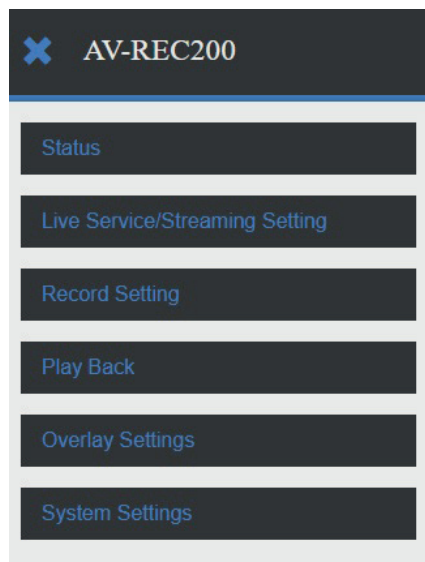 AV-REC200
Status
Live Service/Streaming Setting
Record Setting
Play Back
Overlay Settings
System Settings